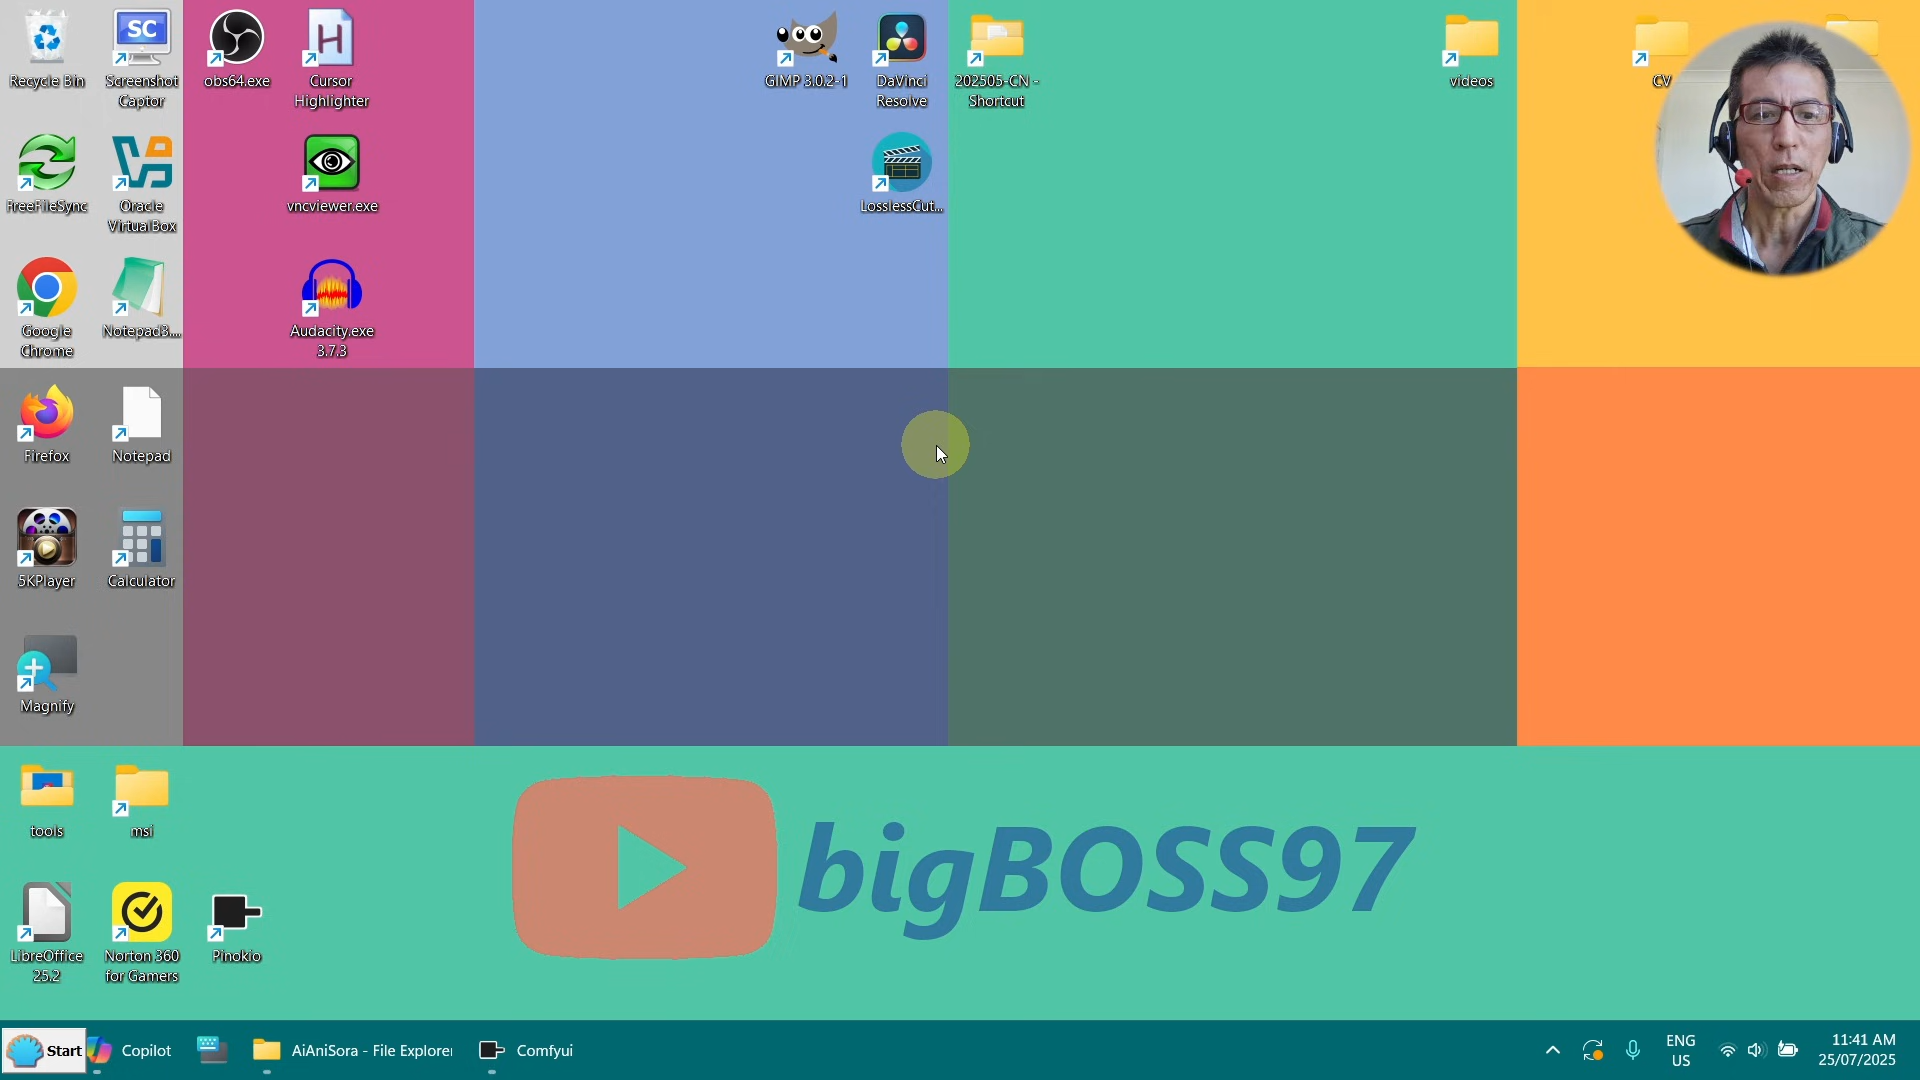 Recycle Bin
Screenshot Captor
SC
obs64.exe
Cursor Highlighter
GIMP 3.0.2-1
DaVinci Resolve
202505-CN - Shortcut
videos
CV
FreeFileSync
Oracle VirtualBox
vncviewer.exe
LosslessCut...
Google Chrome
Notepad3....
Audacity.exe 3.7.3
Firefox
Notepad
5KPlayer
Calculator
Magnify
tools
msi
bigBOSS97
LibreOffice 25.2
Norton 360 for Gamers
Pinokio
Start
Copilot
AiAniSora - File Explorer
Comfyui
ENG
US
11:41 AM
25/07/2025